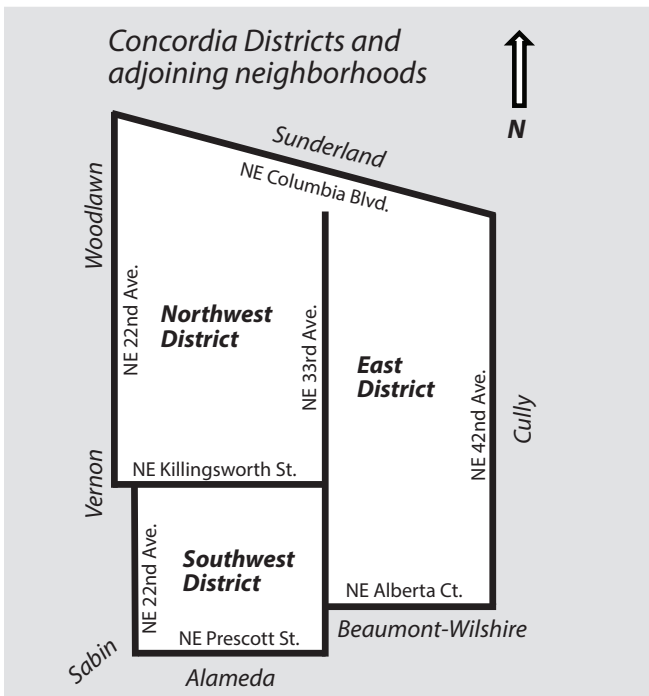 Concordia Districts and
adjoining neighborhoods
N
Sunderland
NE Columbia Blvd.
Woodlawn
NE 22nd Ave.
Northwest
District
NE 33rd Ave.
East
District
NE 42nd Ave.
Cully
Vernon
NE Killingsworth St.
NE 22nd Ave.
Southwest
District
NE Alberta Ct.
NE Prescott St.
Beaumont-Wilshire
Sabin
Alameda